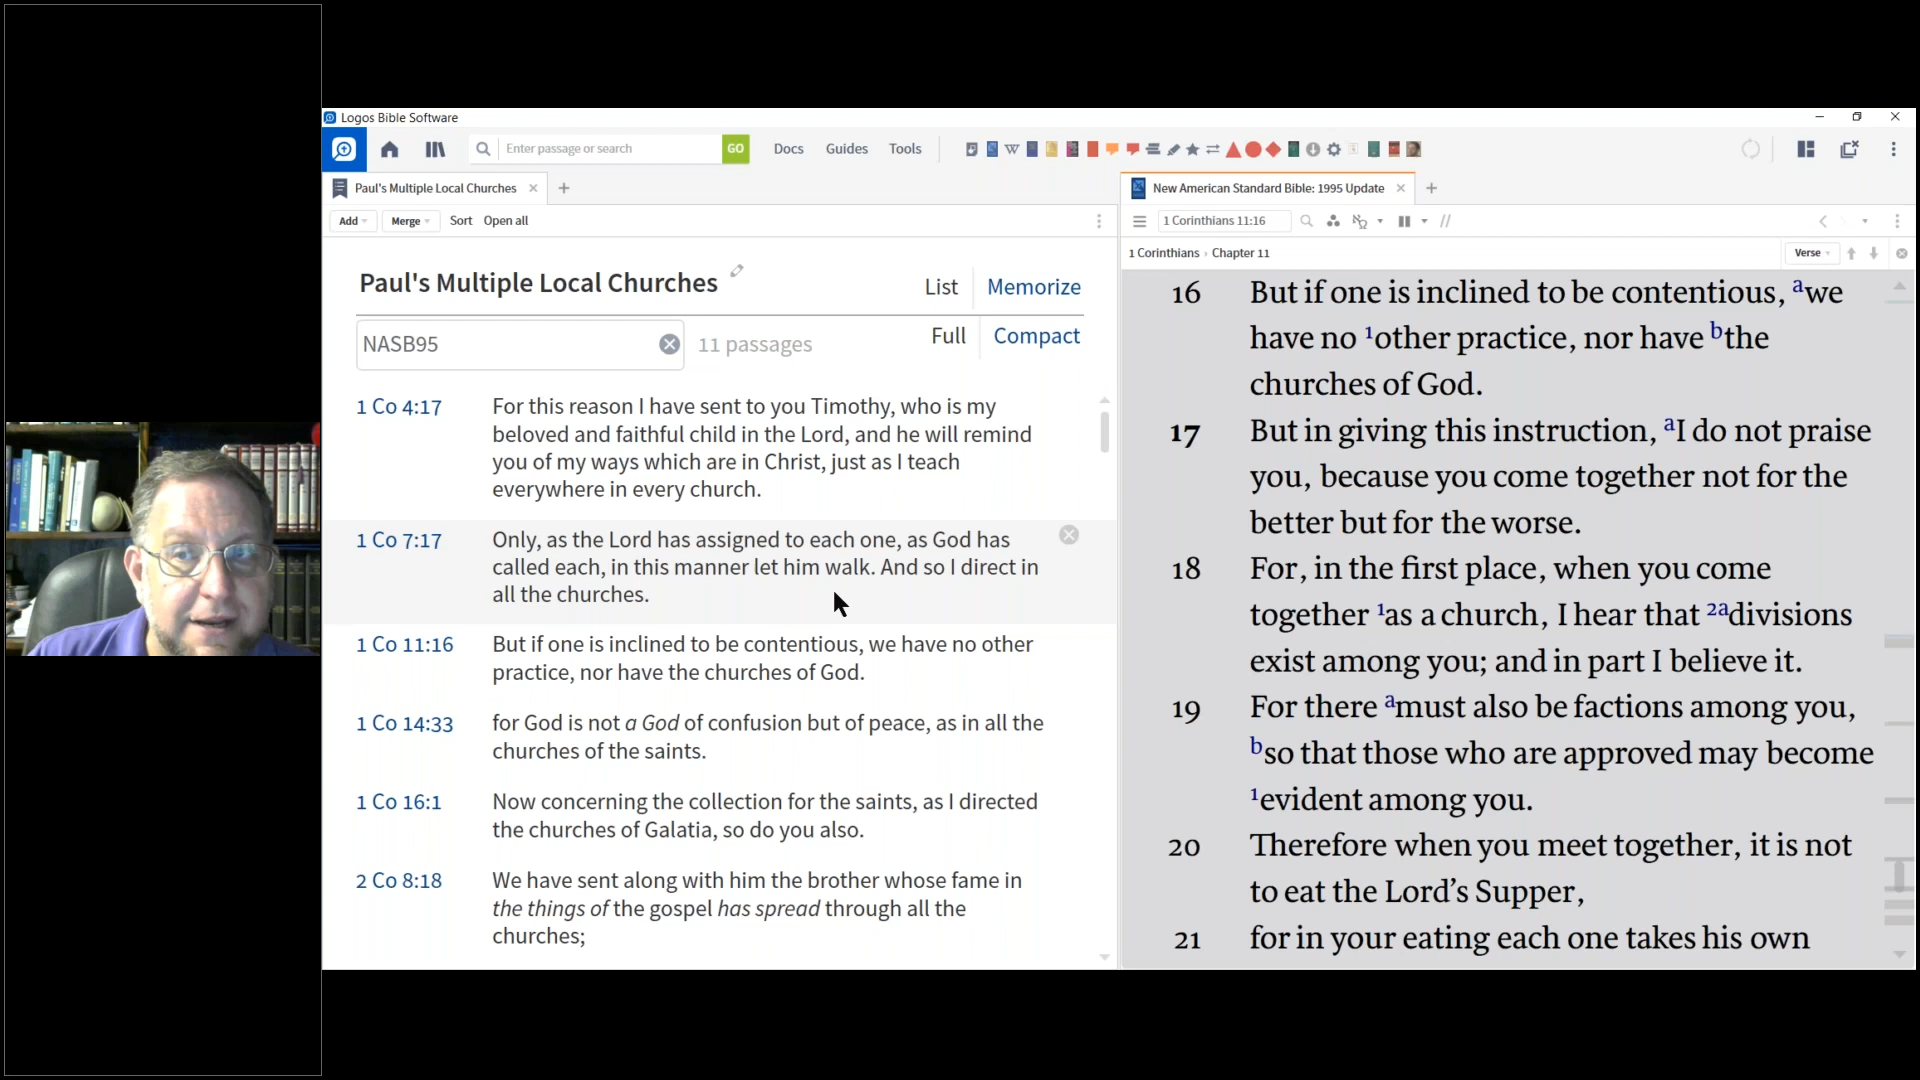 Logos Bible Software
Enter passage or search
GO
Docs
Guides
Tools
Paul's Multiple Local Churches
Add
Merge
Sort
Open all
Paul's Multiple Local Churches
List
Memorize
NASB95
11 passages
Full
Compact
1 Co 4:17 For this reason I have sent to you Timothy, who is my
beloved and faithful child in the Lord, and he will remind
you of my ways which are in Christ, just as I teach
everywhere in every church.
1 Co 7:17 Only, as the Lord has assigned to each one, as God has
called each, in this manner let him walk. And so I direct in
all the churches.
1 Co 11:16 But if one is inclined to be contentious, we have no other
practice, nor have the churches of God.
1 Co 14:33 for God is not a God of confusion but of peace, as in all the
churches of the saints.
1 Co 16:1 Now concerning the collection for the saints, as I directed
the churches of Galatia, so do you also.
2 Co 8:18 We have sent along with him the brother whose fame in
the things of the gospel has spread through all the
churches;
New American Standard Bible: 1995 Update
1 Corinthians 11:16
1 Corinthians › Chapter 11
Verse
16 But if one is inclined to be contentious, awe
have no 1other practice, nor have bthe
churches of God.
17 But in giving this instruction, aI do not praise
you, because you come together not for the
better but for the worse.
18 For, in the first place, when you come
together 1as a church, I hear that 2adivisions
exist among you; and in part I believe it.
19 For there amust also be factions among you,
bso that those who are approved may become
1evident among you.
20 Therefore when you meet together, it is not
to eat the Lord's Supper,
21 for in your eating each one takes his own